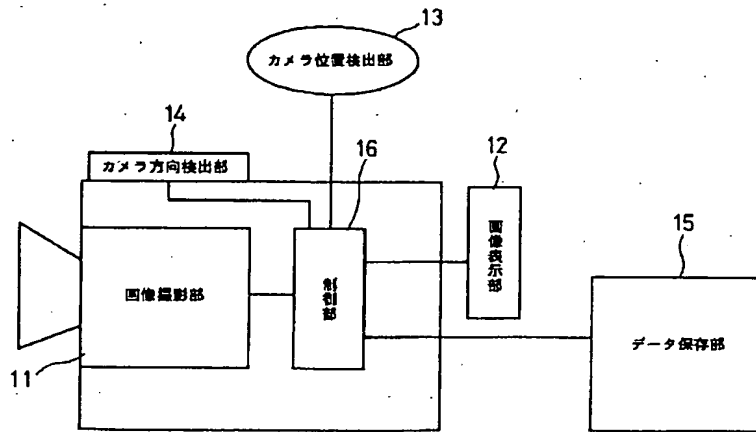 13
カメラ位置検出部
14
カメラ方向検出部
16
12
画像表示部
15
画像撮影部
制御部
データ保存部
11